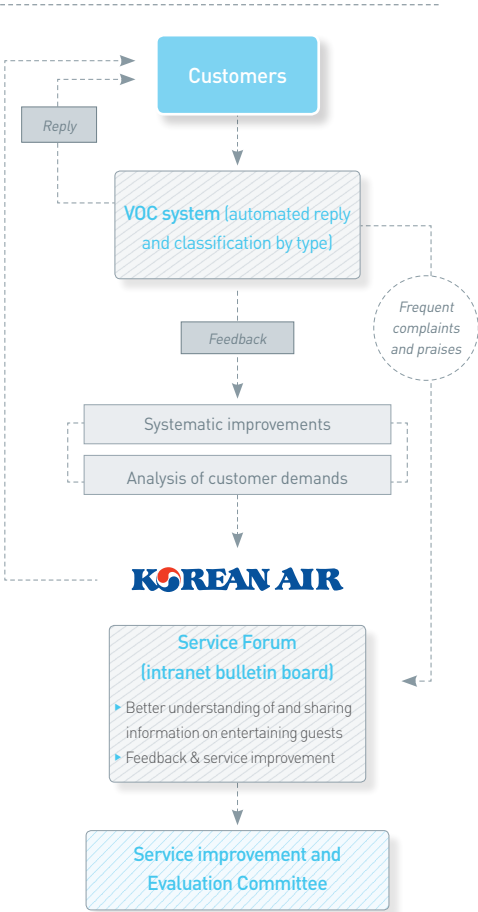 Customers
Reply
VOC system (automated reply
and classification by type)
Frequent
complaints
and praises
Feedback
Systematic improvements
Analysis of customer demands
KOREAN AIR
Service Forum
(intranet bulletin board)
Better understanding of and sharing
information on entertaining guests
Feedback & service improvement
Service improvement and
Evaluation Committee